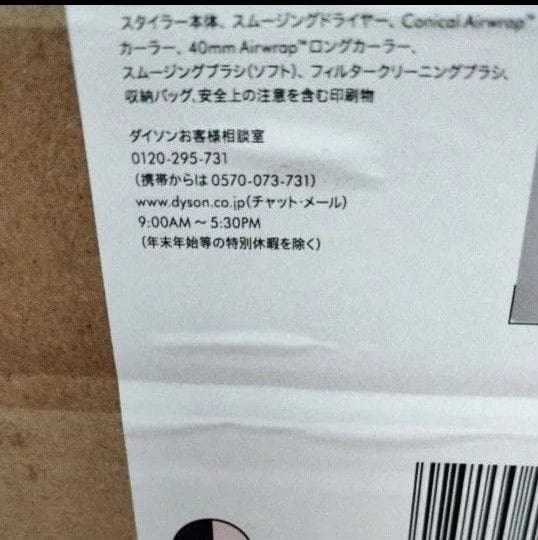 スタイラー本体、スムージングドライヤー、Conical Airwrap™
カーラー、40mm Airwrap™ロングカーラー、
スムージングブラシ(ソフト)、フィルタークリーニングブラシ、
収納バッグ、安全上の注意を含む印刷物
ダイソンお客様相談室
0120-295-731
(携帯からは 0570-073-731)
www.dyson.co.jp(チャット・メール)
9:00AM～5:30PM
(年末年始等の特別休暇を除く)